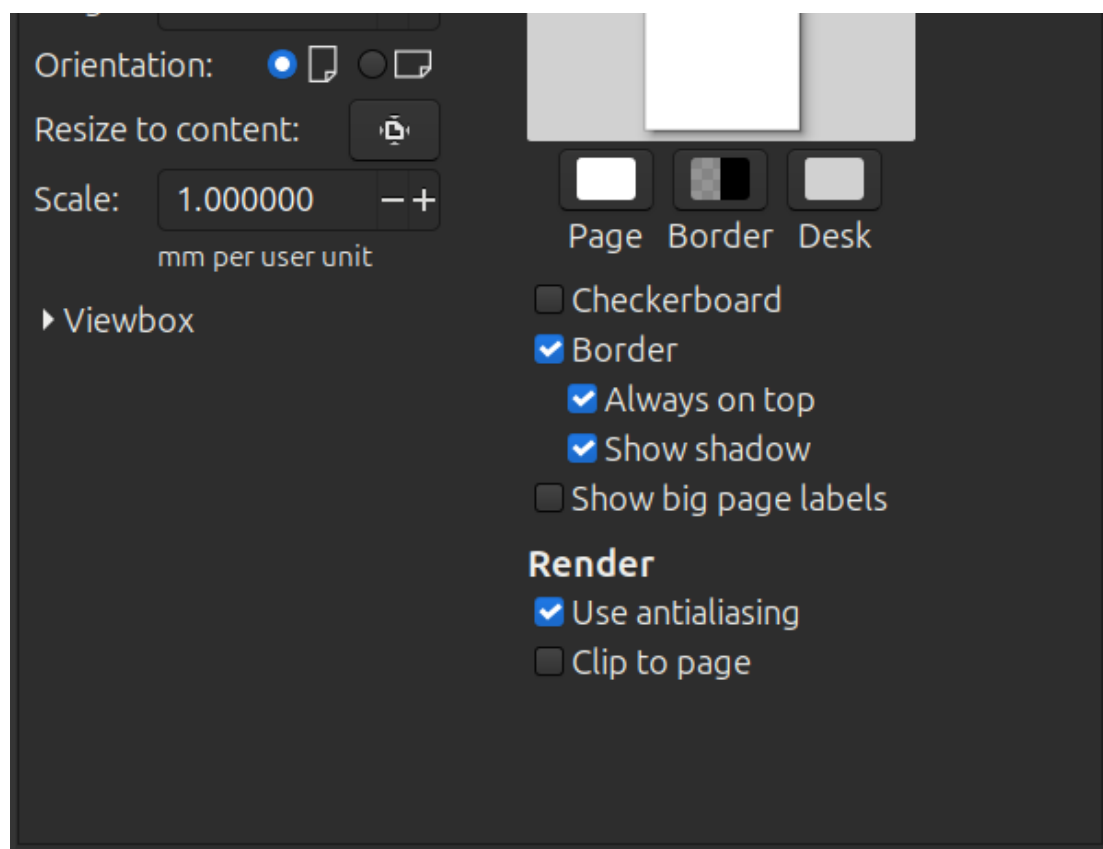 Orientation:
Resize to content:
Scale: 1.000000
mm per user unit
Viewbox
Page Border Desk
Checkerboard
Border
Always on top
Show shadow
Show big page labels
Render
Use antialiasing
Clip to page